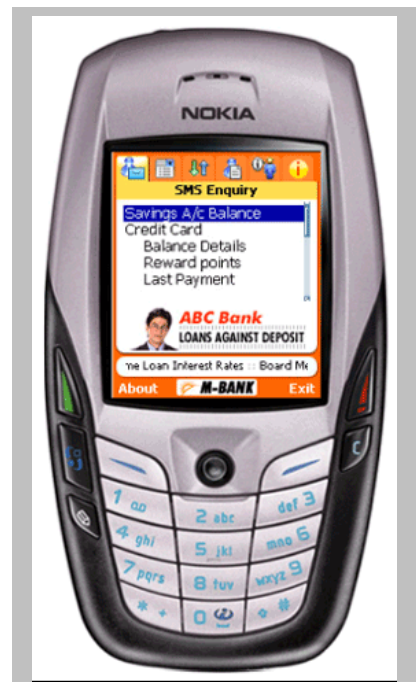 NOKIA
SMS Enquiry
Savings A/c Balance
Credit Card
Balance Details
Reward points
Last Payment
ABC Bank
LOANS AGAINST DEPOSIT
me Loan Interest Rates :: Board Me
About M-BANK Exit
1 oo
2 abc
def 3
4 ghi
5 jkl
mno 6
7 pqrs
8 tuv
wxyz 9
* +
0
#